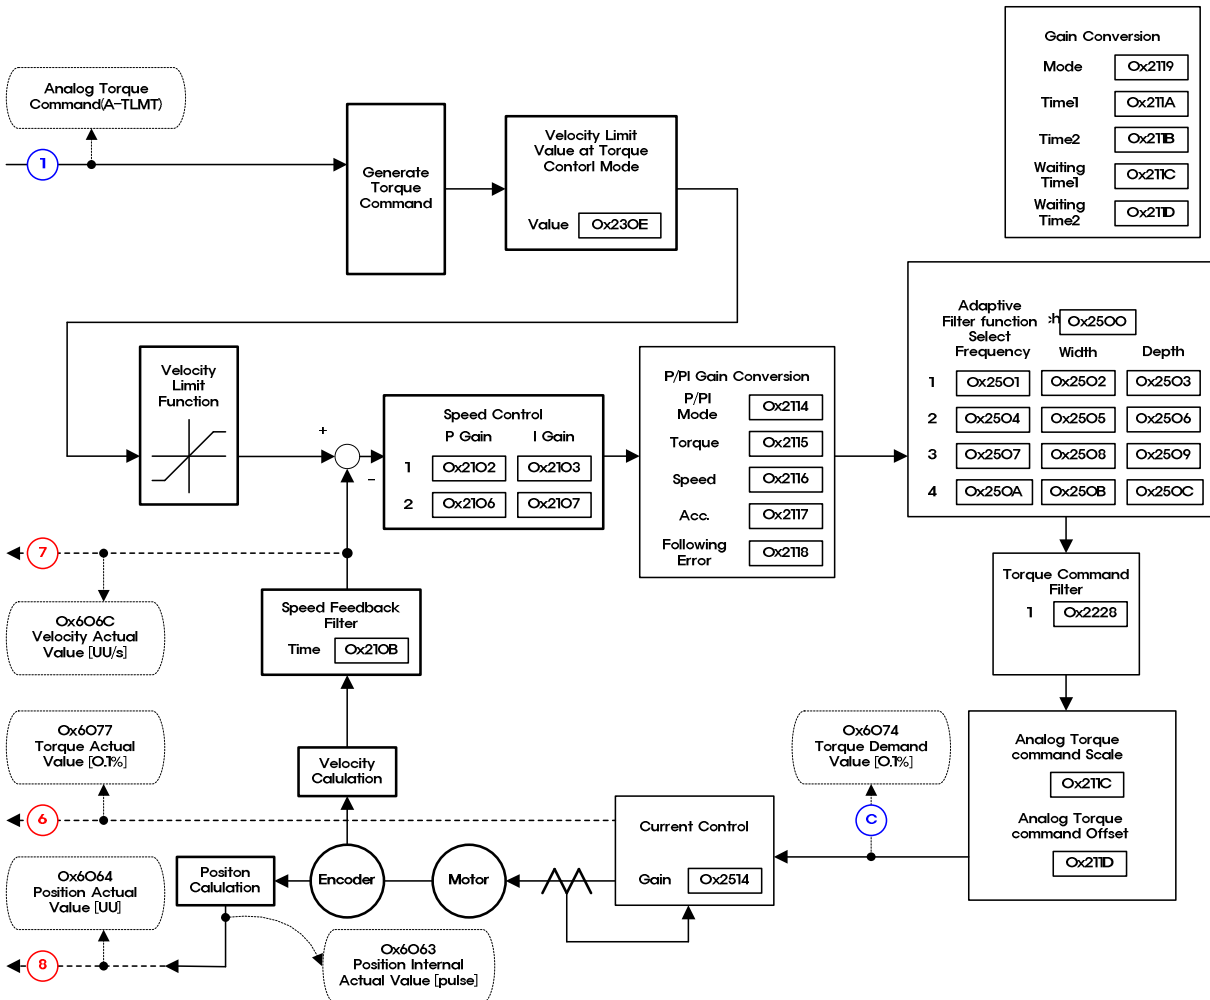 Gain Conversion
Mode 0x2119
Time1 0x211A
Time2 0x211B
Waiting
Time1 0x211C
Waiting
Time2 0x211D
Analog Torque
Command(A-TLMT)
1
Generate
Torque
Command
Velocity Limit
Value at Torque
Contorl Mode
Value 0x230E
Adaptive
Filter function
Select
0x2500
Frequency Width Depth
1 0x2501 0x2502 0x2503
2 0x2504 0x2505 0x2506
3 0x2507 0x2508 0x2509
4 0x250A 0x250B 0x250C
Velocity
Limit
Function
+
-
Speed Control
P Gain I Gain
1 0x2102 0x2103
2 0x2106 0x2107
P/PI Gain Conversion
P/PI
Mode 0x2114
Torque 0x2115
Speed 0x2116
Acc. 0x2117
Following
Error 0x2118
7
0x606C
Velocity Actual
Value [UU/s]
Speed Feedback
Filter
Time 0x210B
Torque Command
Filter
1 0x2228
0x6077
Torque Actual
Value [0.1%]
Velocity
Calulation
0x6074
Torque Demand
Value [0.1%]
Analog Torque
command Scale
0x211C
Analog Torque
command Offset
0x211D
6
C
Current Control
Gain 0x2514
0x6064
Position Actual
Value [UU]
Positon
Calulation
Encoder
Motor
8
0x6063
Position Internal
Actual Value [pulse]